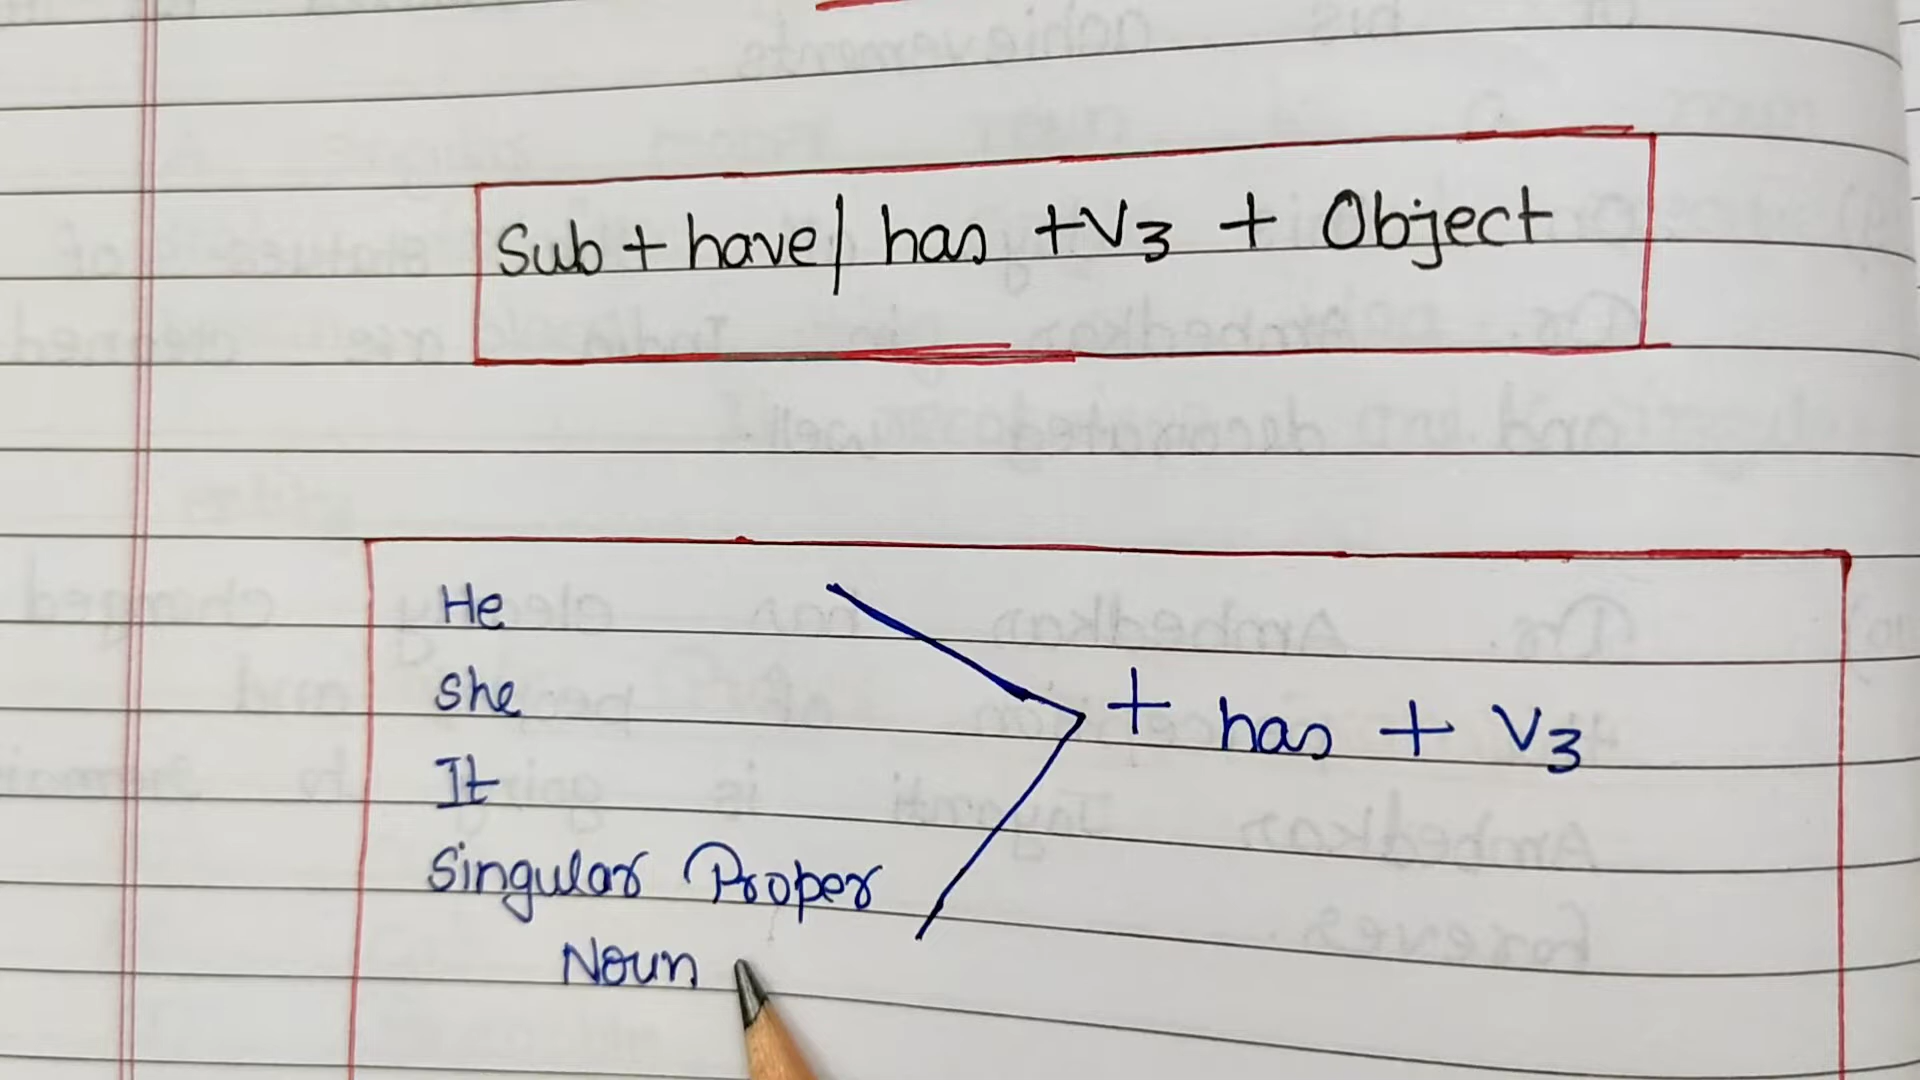 Sub + have/ has + V3 + Object
He
She
It
+ has + V3
Singular Proper
Noun